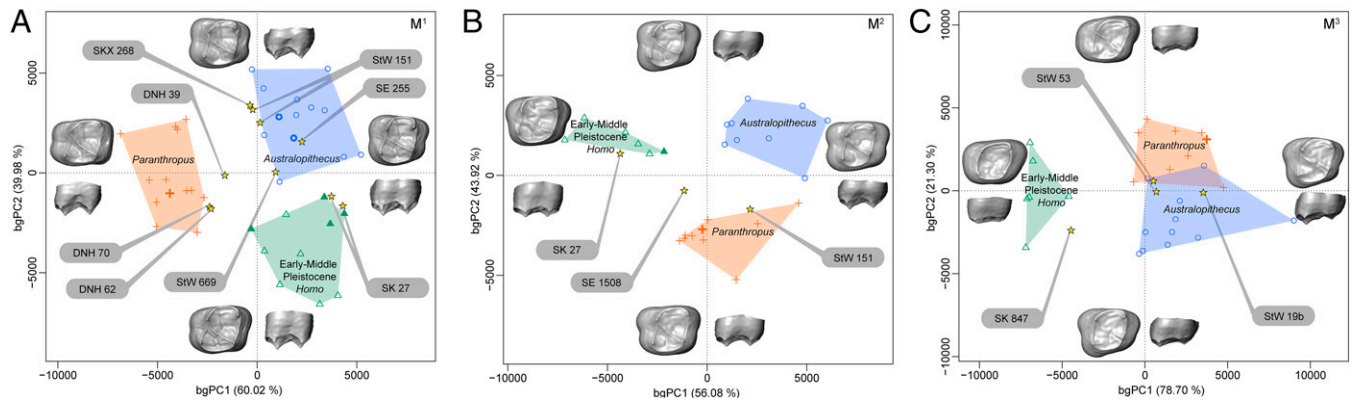 A
M1
SKX 268
StW 151
DNH 39
SE 255
Paranthropus
Australopithecus
DNH 70
DNH 62
StW 669
Early-Middle
Pleistocene
Homo
SK 27
bgPC2 (39.98 %)
5000
0
−5000
−10000
−5000
0
5000
bgPC1 (60.02 %)
B
M2
Early-Middle
Pleistocene
Homo
Australopithecus
SK 27
SE 1508
Paranthropus
StW 151
bgPC2 (43.92 %)
5000
0
−5000
−10000
−5000
0
5000
bgPC1 (56.08 %)
C
M3
StW 53
Paranthropus
Early-Middle
Pleistocene
Homo
Australopithecus
SK 847
StW 19b
bgPC2 (21.30 %)
10000
5000
0
−5000
−10000
−10000
−5000
0
5000
10000
bgPC1 (78.70 %)